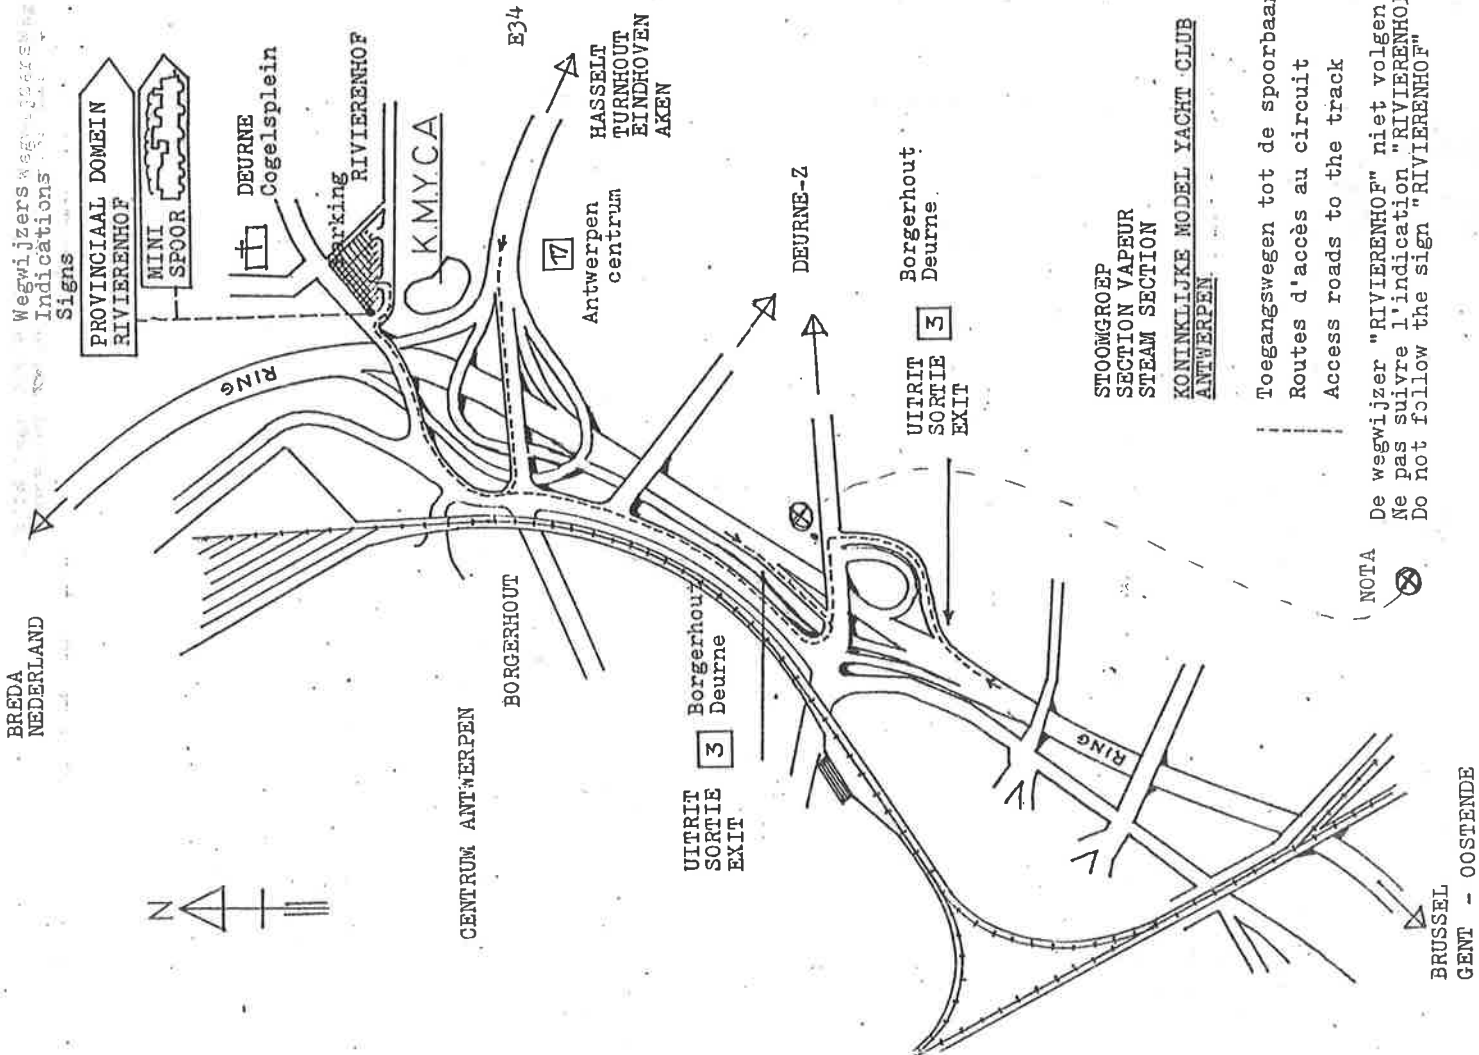 BREDA
NEDERLAND
Wegwijzers
Indications
Signs
PROVINCIAAL DOMEIN
RIVIERENHOF
MINI
SPOOR
DEURNE
Cogelsplein
Parking
RIVIERENHOF
K.M.Y.C.A
E34
HASSELT
TURNHOUT
EINDHOVEN
AKEN
17
Antwerpen
centrum
RING
N
CENTRUM ANTWERPEN
BORGERHOUT
DEURNE-Z
UITRIT
SORTIE 3
EXIT
Borgerhout
Deurne
UITRIT
SORTIE 3
EXIT
Borgerhout
Deurne
RING
BRUSSEL
GENT - OOSTENDE
STOOMGROEP
SECTION VAPEUR
STEAM SECTION
KONINKLIJKE MODEL YACHT CLUB
ANTWERPEN
Toegangswegen tot de spoorbaan
Routes d'accès au circuit
Access roads to the track
NOTA
De wegwijzer "RIVIERENHOF" niet volgen
Ne pas suivre l'indication "RIVIERENHOF
Do not follow the sign "RIVIERENHOF"